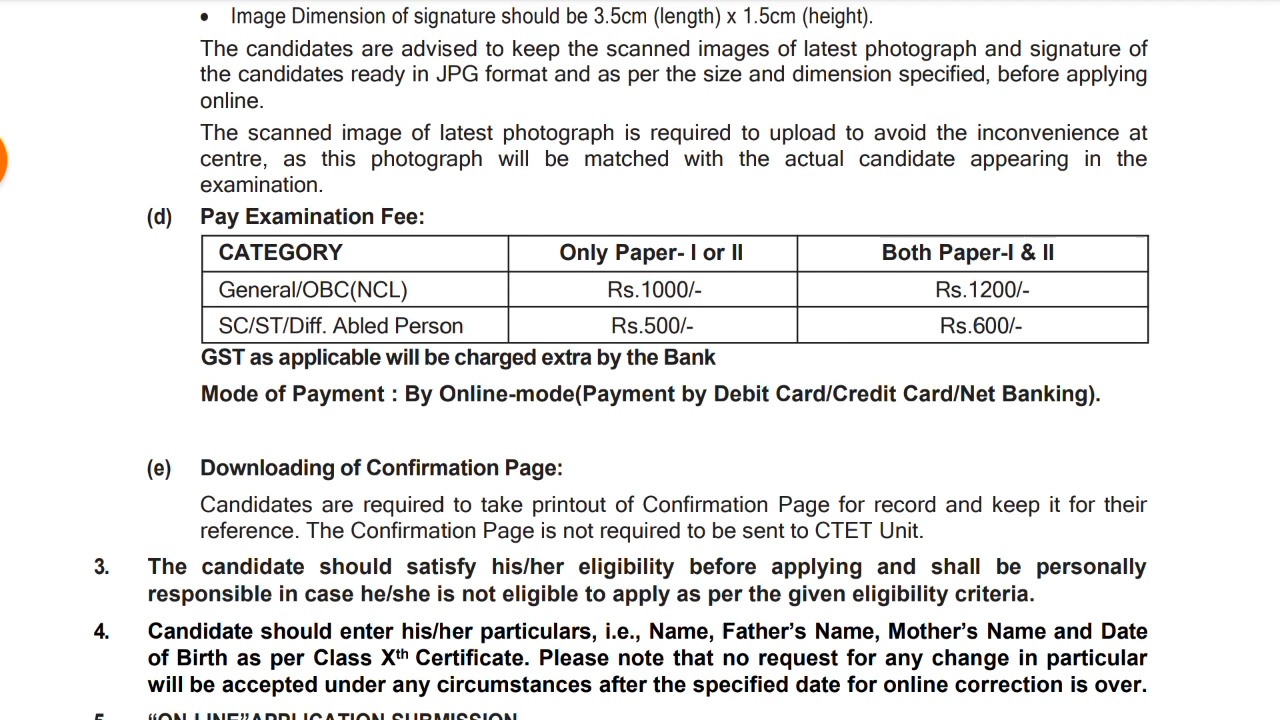 • Image Dimension of signature should be 3.5cm (length) x 1.5cm (height).
The candidates are advised to keep the scanned images of latest photograph and signature of
the candidates ready in JPG format and as per the size and dimension specified, before applying
online.
The scanned image of latest photograph is required to upload to avoid the inconvenience at
centre, as this photograph will be matched with the actual candidate appearing in the
examination.
(d) Pay Examination Fee:
CATEGORY Only Paper- I or II Both Paper-I & II
General/OBC(NCL) Rs.1000/- Rs.1200/-
SC/ST/Diff. Abled Person Rs.500/- Rs.600/-
GST as applicable will be charged extra by the Bank
Mode of Payment : By Online-mode(Payment by Debit Card/Credit Card/Net Banking).
(e) Downloading of Confirmation Page:
Candidates are required to take printout of Confirmation Page for record and keep it for their
reference. The Confirmation Page is not required to be sent to CTET Unit.
3. The candidate should satisfy his/her eligibility before applying and shall be personally
responsible in case he/she is not eligible to apply as per the given eligibility criteria.
4. Candidate should enter his/her particulars, i.e., Name, Father’s Name, Mother’s Name and Date
of Birth as per Class Xth Certificate. Please note that no request for any change in particular
will be accepted under any circumstances after the specified date for online correction is over.
5. “ON-LINE”APPLICATION SUBMISSION